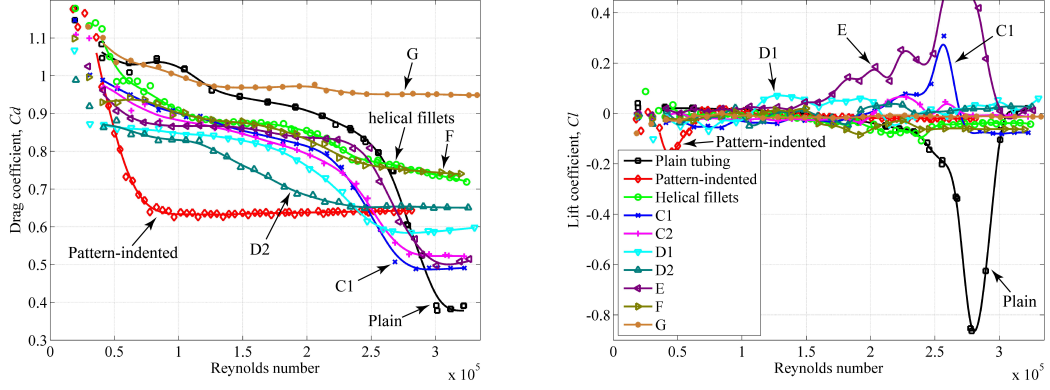 Drag coefficient, Cd
1.1
1
0.9
0.8
0.7
0.6
0.5
0.4
0.3
G
helical fillets
F
Pattern-indented
D2
C1
Plain
0 0.5 1 1.5 2 2.5 3
Reynolds number
x 10^5
Lift coefficient, Cl
0.4
0.2
0
-0.2
-0.4
-0.6
-0.8
E
C1
D1
Pattern-indented
Plain tubing
Pattern-indented
Helical fillets
C1
C2
D1
D2
E
F
G
Plain
0 0.5 1 1.5 2 2.5 3
Reynolds number
x 10^5